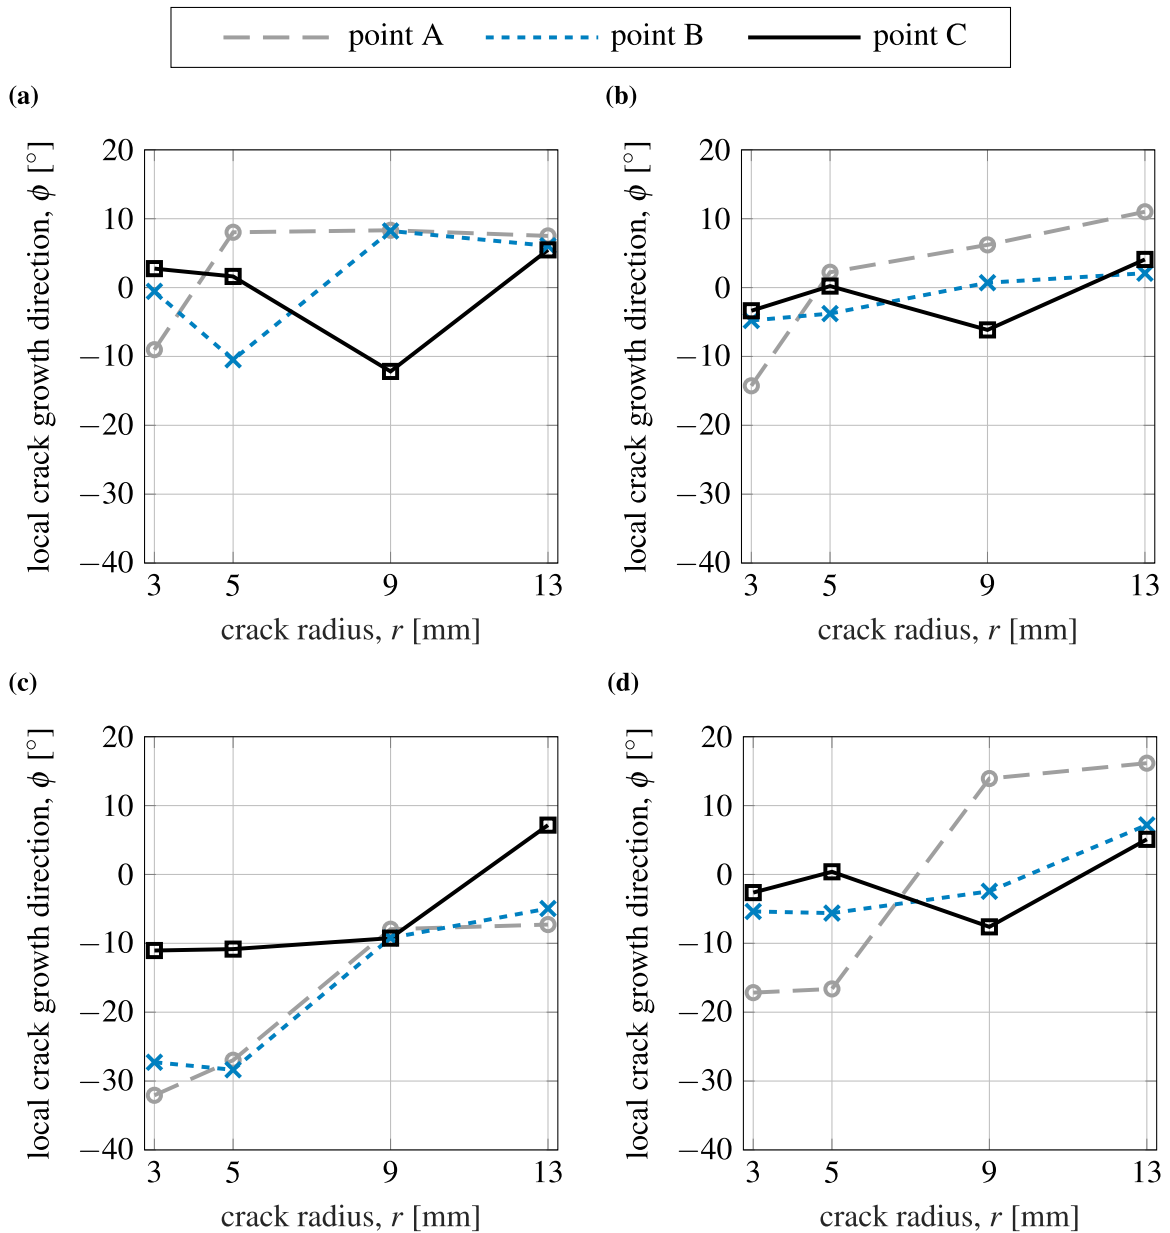 point A point B point C
(a)
local crack growth direction, ϕ [°]
20
10
0
−10
−20
−30
−40
3 5 9 13
crack radius, r [mm]
(b)
local crack growth direction, ϕ [°]
20
10
0
−10
−20
−30
−40
3 5 9 13
crack radius, r [mm]
(c)
local crack growth direction, ϕ [°]
20
10
0
−10
−20
−30
−40
3 5 9 13
crack radius, r [mm]
(d)
local crack growth direction, ϕ [°]
20
10
0
−10
−20
−30
−40
3 5 9 13
crack radius, r [mm]